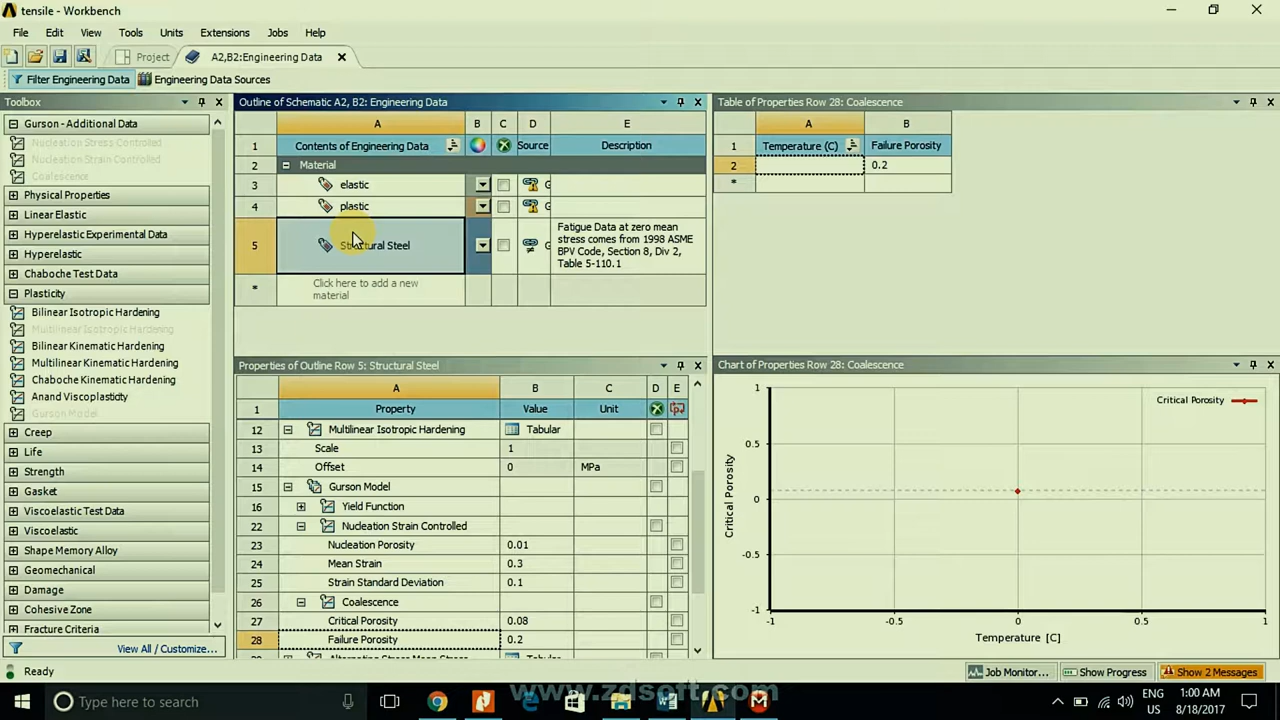 tensile - Workbench
File Edit View Tools Units Extensions Jobs Help
Project A2,B2:Engineering Data
Filter Engineering Data Engineering Data Sources
Toolbox
Gurson - Additional Data
Nucleation Stress Controlled
Nucleation Strain Controlled
Coalescence
Physical Properties
Linear Elastic
Hyperelastic Experimental Data
Hyperelastic
Chaboche Test Data
Plasticity
Bilinear Isotropic Hardening
Multilinear Isotropic Hardening
Bilinear Kinematic Hardening
Multilinear Kinematic Hardening
Chaboche Kinematic Hardening
Anand Viscoplasticity
Gurson Model
Creep
Life
Strength
Gasket
Viscoelastic Test Data
Viscoelastic
Shape Memory Alloy
Geomechanical
Damage
Cohesive Zone
Fracture Criteria
View All / Customize...
Outline of Schematic A2, B2: Engineering Data
A B C D E
1 Contents of Engineering Data Source Description
2 Material
3 elastic G
4 plastic G
5 Structural Steel G
Fatigue Data at zero mean
stress comes from 1998 ASME
BPV Code, Section 8, Div 2,
Table 5-110.1
* Click here to add a new
material
Properties of Outline Row 5: Structural Steel
A B C D E
1 Property Value Unit
12 Multilinear Isotropic Hardening Tabular
13 Scale 1
14 Offset 0 MPa
15 Gurson Model
16 Yield Function
22 Nucleation Strain Controlled
23 Nucleation Porosity 0.01
24 Mean Strain 0.3
25 Strain Standard Deviation 0.1
26 Coalescence
27 Critical Porosity 0.08
28 Failure Porosity 0.2
Table of Properties Row 28: Coalescence
A B
1 Temperature (C) Failure Porosity
2 0.2
*
Chart of Properties Row 28: Coalescence
Critical Porosity
1
0.5
0
-0.5
-1
Critical Porosity
-1 -0.5 0 0.5 1
Temperature [C]
Ready
Job Monitor... Show Progress Show 2 Messages
Type here to search
www.zdsoft.com
ENG
US
1:00 AM
8/18/2017